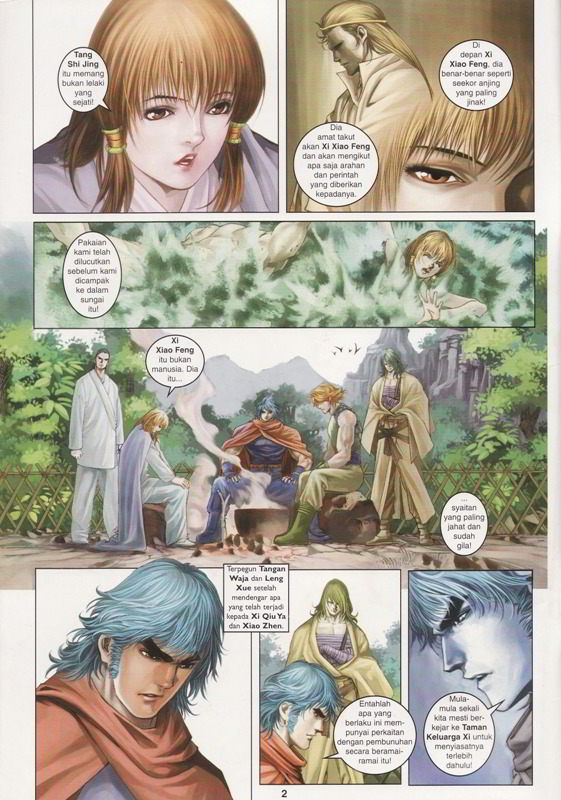 Tang
Shi Jing
itu memang
bukan lelaki
yang
sejati!
Di
depan Xi
Xiao Feng, dia
benar-benar seperti
seekor anjing
yang paling
jinak!
Dia
amat takut
akan Xi Xiao Feng
dan akan mengikut
apa saja arahan
dan perintah
yang diberikan
kepadanya.
Pakaian
kami telah
dilucutkan
sebelum kami
dicampak
ke dalam
sungai
itu!
Xi
Xiao Feng
itu bukan
manusia. Dia
itu...
...
syaitan
yang paling
jahat dan
sudah
gila!
Terpegun Tangan
Waja dan Leng
Xue setelah
mendengar apa
yang telah terjadi
kepada Xi Qiu Ya
dan Xiao Zhen.
Entahlah
apa yang
berlaku ini mem-
punyai perkaitan
dengan pembunuhan
secara beramai-
ramai itu!
Mula-
mula sekali
kita mesti ber-
kejar ke Taman
Keluarga Xi untuk
menyiasatnya
terlebih
dahulu!
2